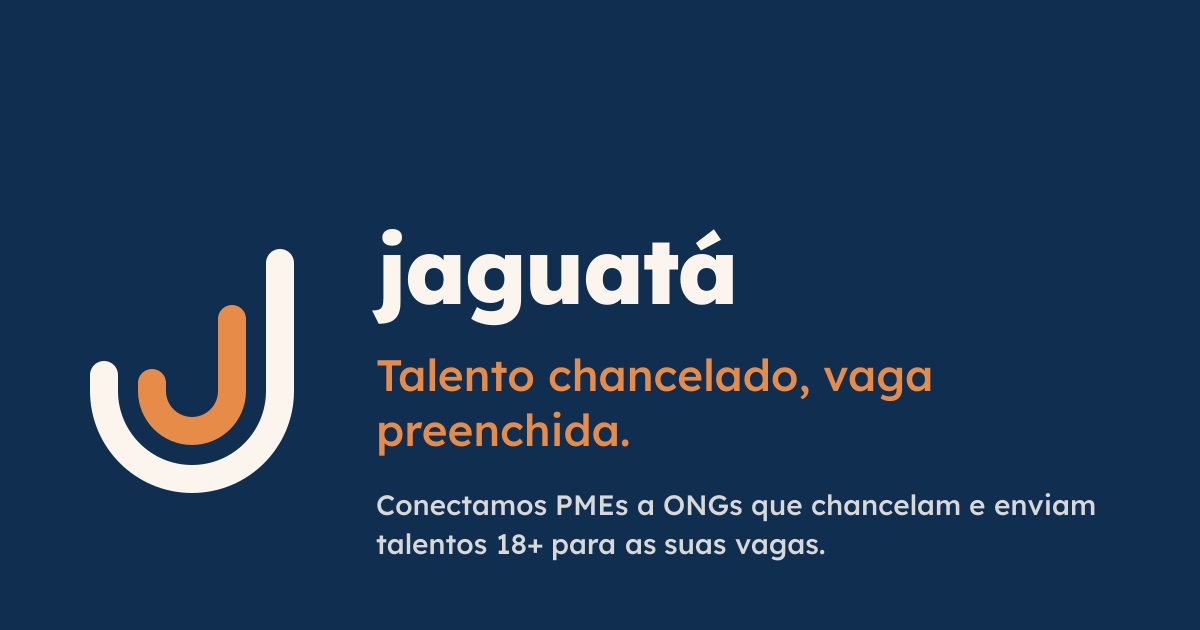 jaguatá
Talento chancelado, vaga
preenchida.
Conectamos PMEs a ONGs que chancelam e enviam
talentos 18+ para as suas vagas.